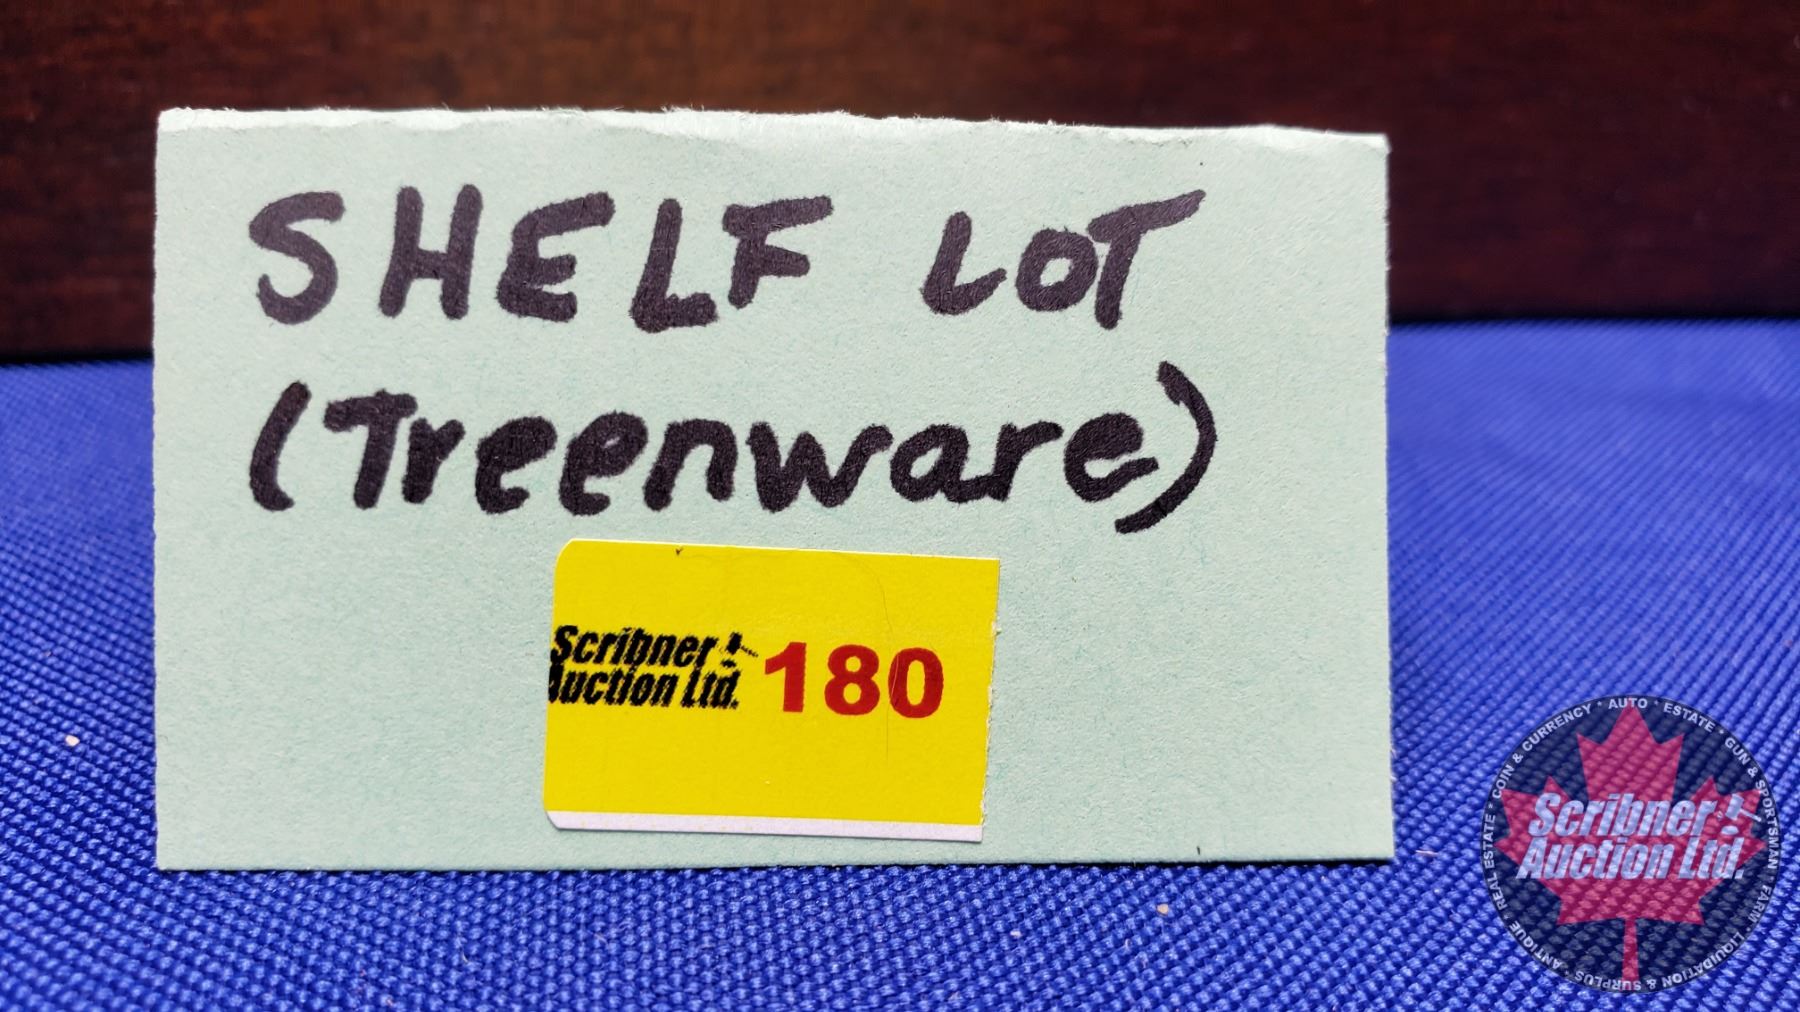 SHELF LOT
(Treenware)
Scribner
Auction Ltd.
180
Scribner
Auction Ltd.
REAL ESTATE * COIN & CURRENCY * AUTO * ESTATE * GUN & SPORTSMAN * FARM * LIQUIDATION & SURPLUS * ANTIQUE *